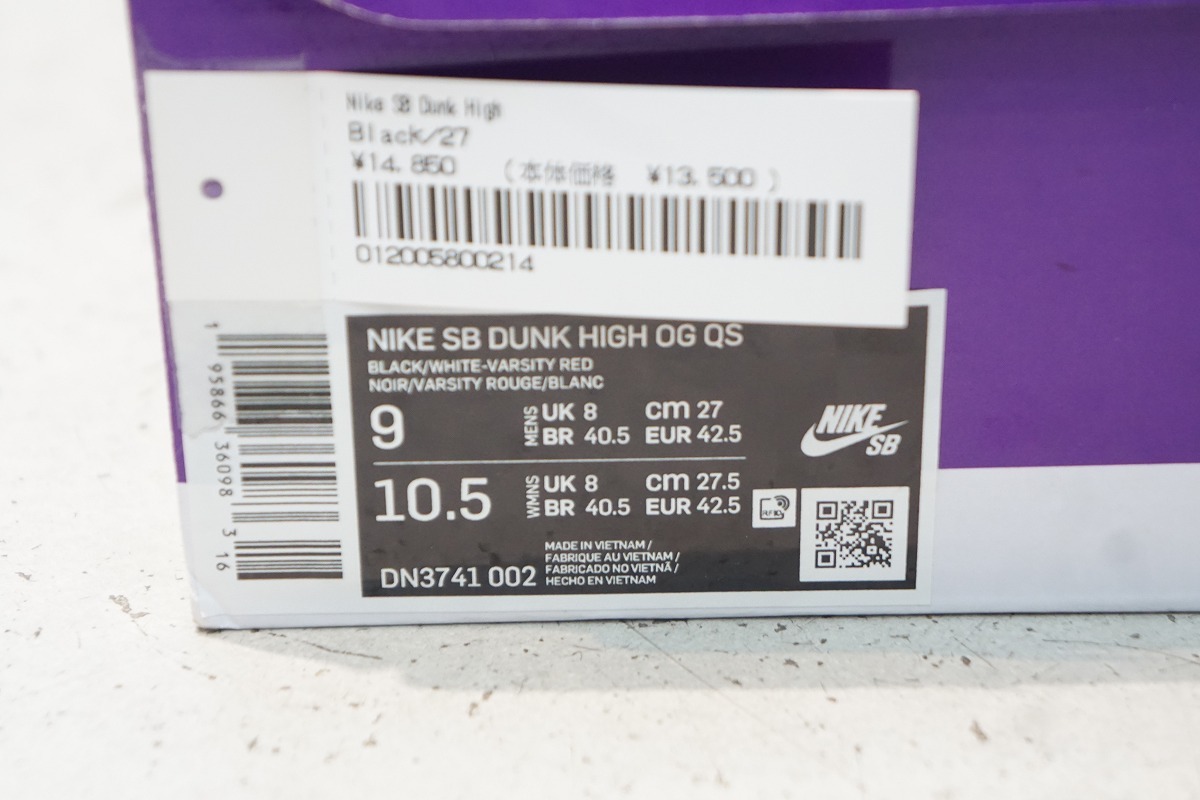 Nike SB Dunk High
Black/27
¥14,850 (本体価格 ¥13,500 )
012005800214
NIKE SB DUNK HIGH OG QS
BLACK/WHITE-VARSITY RED
NOIR/VARSITY ROUGE/BLANC
9 MENS UK 8 cm 27
BR 40.5 EUR 42.5
10.5 WMNS UK 8 cm 27.5
BR 40.5 EUR 42.5
NIKE
SB
RFID
MADE IN VIETNAM /
FABRIQUE AU VIETNAM /
FABRICADO NO VIETNÃ /
HECHO EN VIETNAM
DN3741 002
1 95866 36098 3 16